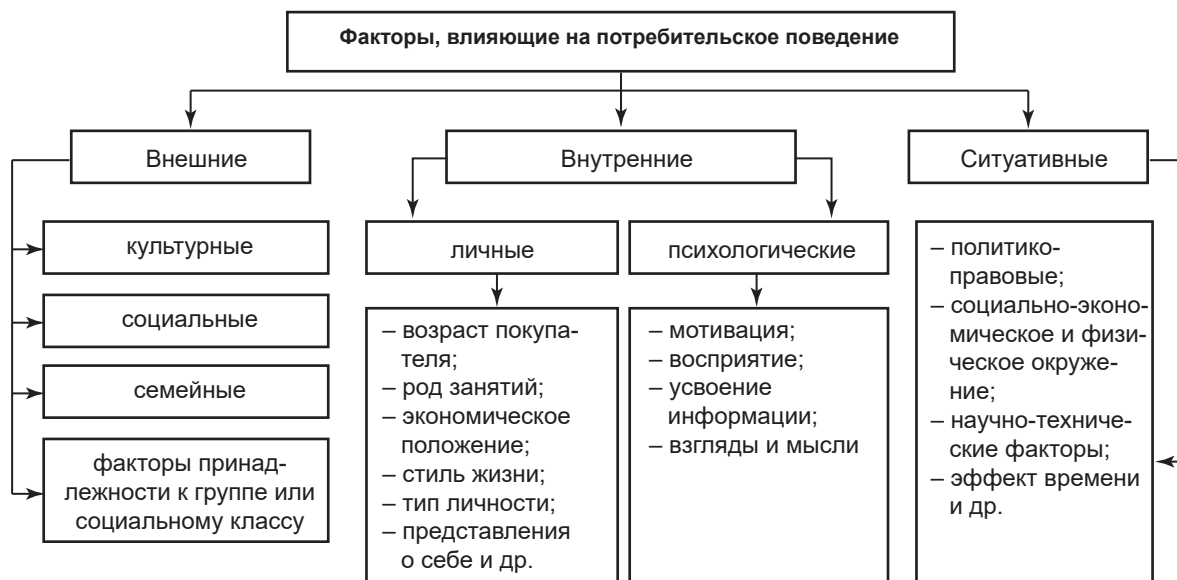 Факторы, влияющие на потребительское поведение
Внешние
Внутренние
Ситуативные
культурные
социальные
семейные
факторы принад-
лежности к группе или
социальному классу
личные
– возраст покупа-
теля;
– род занятий;
– экономическое
положение;
– стиль жизни;
– тип личности;
– представления
о себе и др.
психологические
– мотивация;
– восприятие;
– усвоение
информации;
– взгляды и мысли
– политико-
правовые;
– социально-эконо-
мическое и физи-
ческое окруже-
ние;
– научно-техниче-
ские факторы;
– эффект времени
и др.